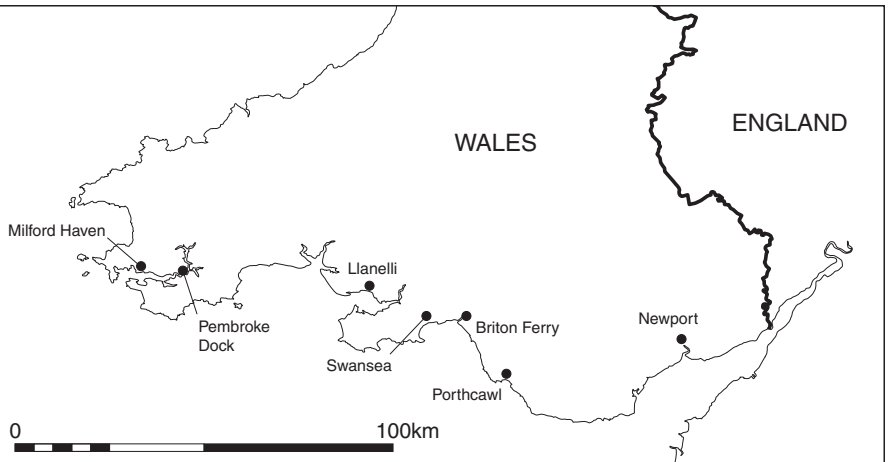 WALES
ENGLAND
Milford Haven
Pembroke
Dock
Llanelli
Swansea
Briton Ferry
Porthcawl
Newport
0
100km